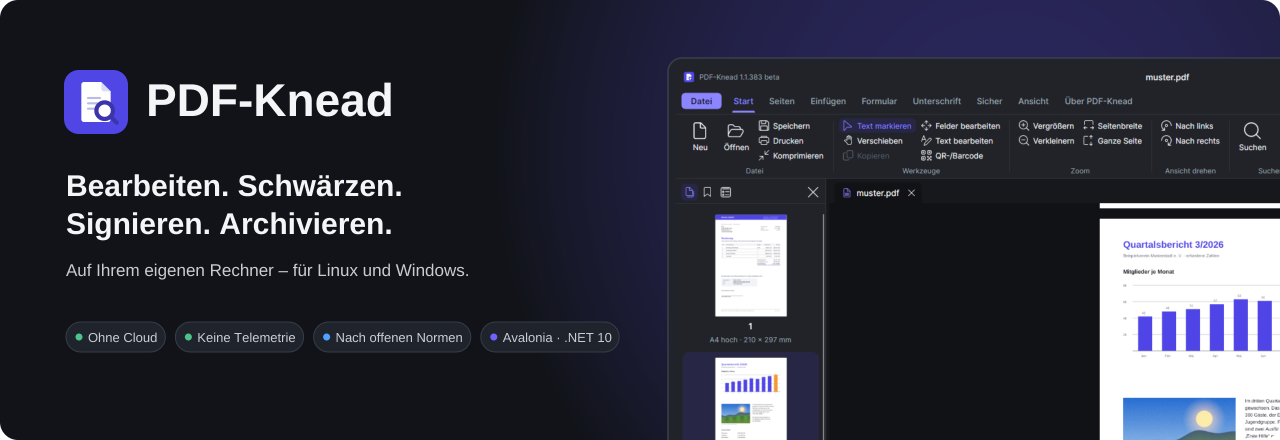 PDF-Knead
Bearbeiten. Schwärzen.
Signieren. Archivieren.
Auf Ihrem eigenen Rechner – für Linux und Windows.
Ohne Cloud
Keine Telemetrie
Nach offenen Normen
Avalonia · .NET 10
PDF-Knead 1.1.383 beta
muster.pdf
Datei Start Seiten Einfügen Formular Unterschrift Sicher Ansicht Über PDF-Knead
Neu
Öffnen
Speichern
Drucken
Komprimieren
Datei
Text markieren
Verschieben
Kopieren
Felder bearbeiten
Text bearbeiten
QR-/Barcode
Werkzeuge
Vergrößern
Verkleinern
Seitenbreite
Ganze Seite
Zoom
Nach links
Nach rechts
Ansicht drehen
Suchen
Suche
muster.pdf
1
A4 hoch · 210 × 297 mm
Quartalsbericht 3/2026
Mitglieder je Monat